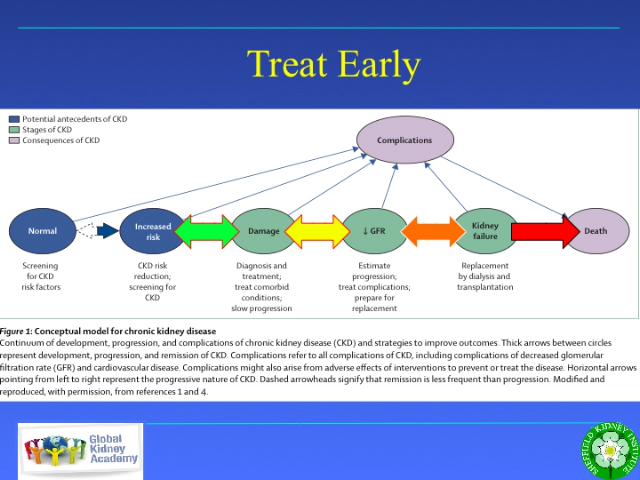 Treat Early
Potential antecedents of CKD
Stages of CKD
Consequences of CKD
Complications
Normal
Increased
risk
Damage
↓ GFR
Kidney
failure
Death
Screening
for CKD
risk factors
CKD risk
reduction;
screening for
CKD
Diagnosis and
treatment;
treat comorbid
conditions;
slow progression
Estimate
progression;
treat complications;
prepare for
replacement
Replacement
by dialysis and
transplantation
Figure 1: Conceptual model for chronic kidney disease
Continuum of development, progression, and complications of chronic kidney disease (CKD) and strategies to improve outcomes. Thick arrows between circles
represent development, progression, and remission of CKD. Complications refer to all complications of CKD, including complications of decreased glomerular
filtration rate (GFR) and cardiovascular disease. Complications might also arise from adverse effects of interventions to prevent or treat the disease. Horizontal arrows
pointing from left to right represent the progressive nature of CKD. Dashed arrowheads signify that remission is less frequent than progression. Modified and
reproduced, with permission, from references 1 and 4.
Global
Kidney
Academy
SHEFFIELD KIDNEY INSTITUTE